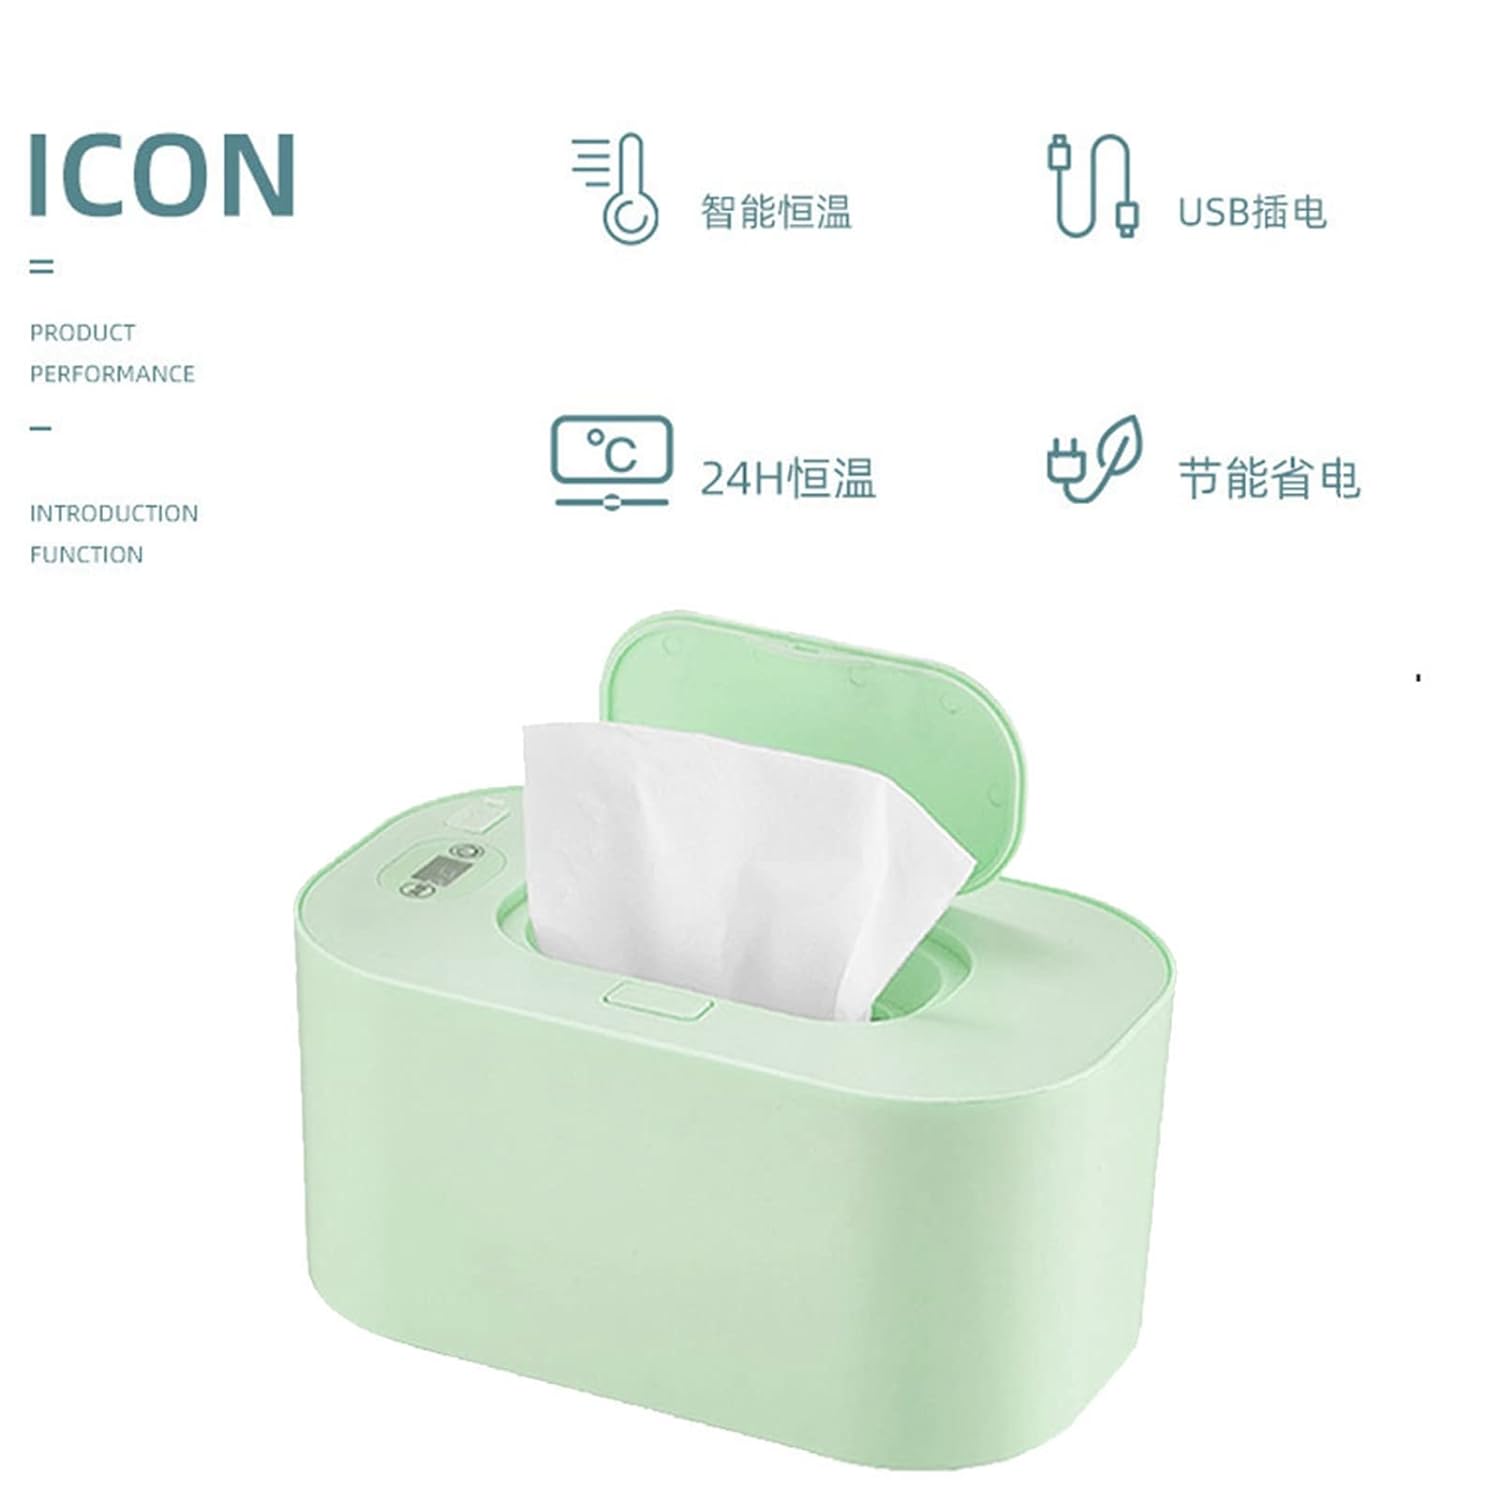 ICON
=
PRODUCT
PERFORMANCE
–
INTRODUCTION
FUNCTION
智能恒温
USB插电
°C
24H恒温
节能省电